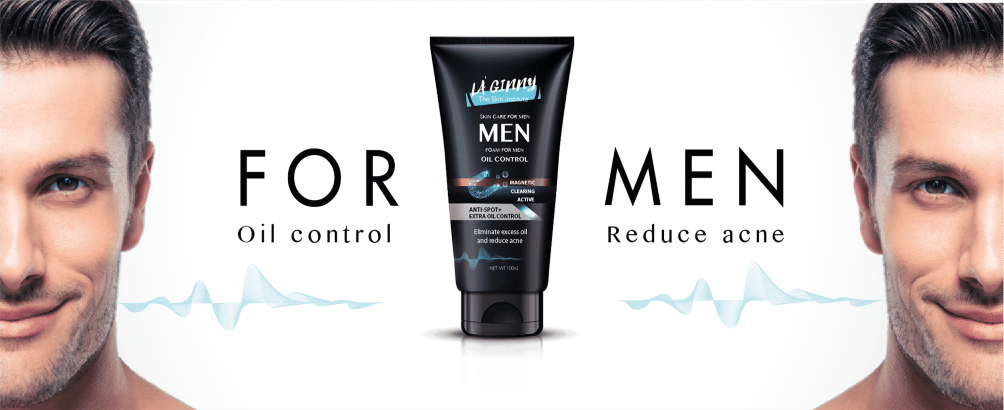 FOR
Oil control
LA' GINNY
The Skin institute
SKIN CARE FOR MEN
MEN
FOAM FOR MEN
OIL CONTROL
MAGNETIC
CLEARING
ACTIVE
ANTI-SPOT+
EXTRA OIL CONTROL
Eliminate excess oil
and reduce acne
NET WT 100ml
MEN
Reduce acne